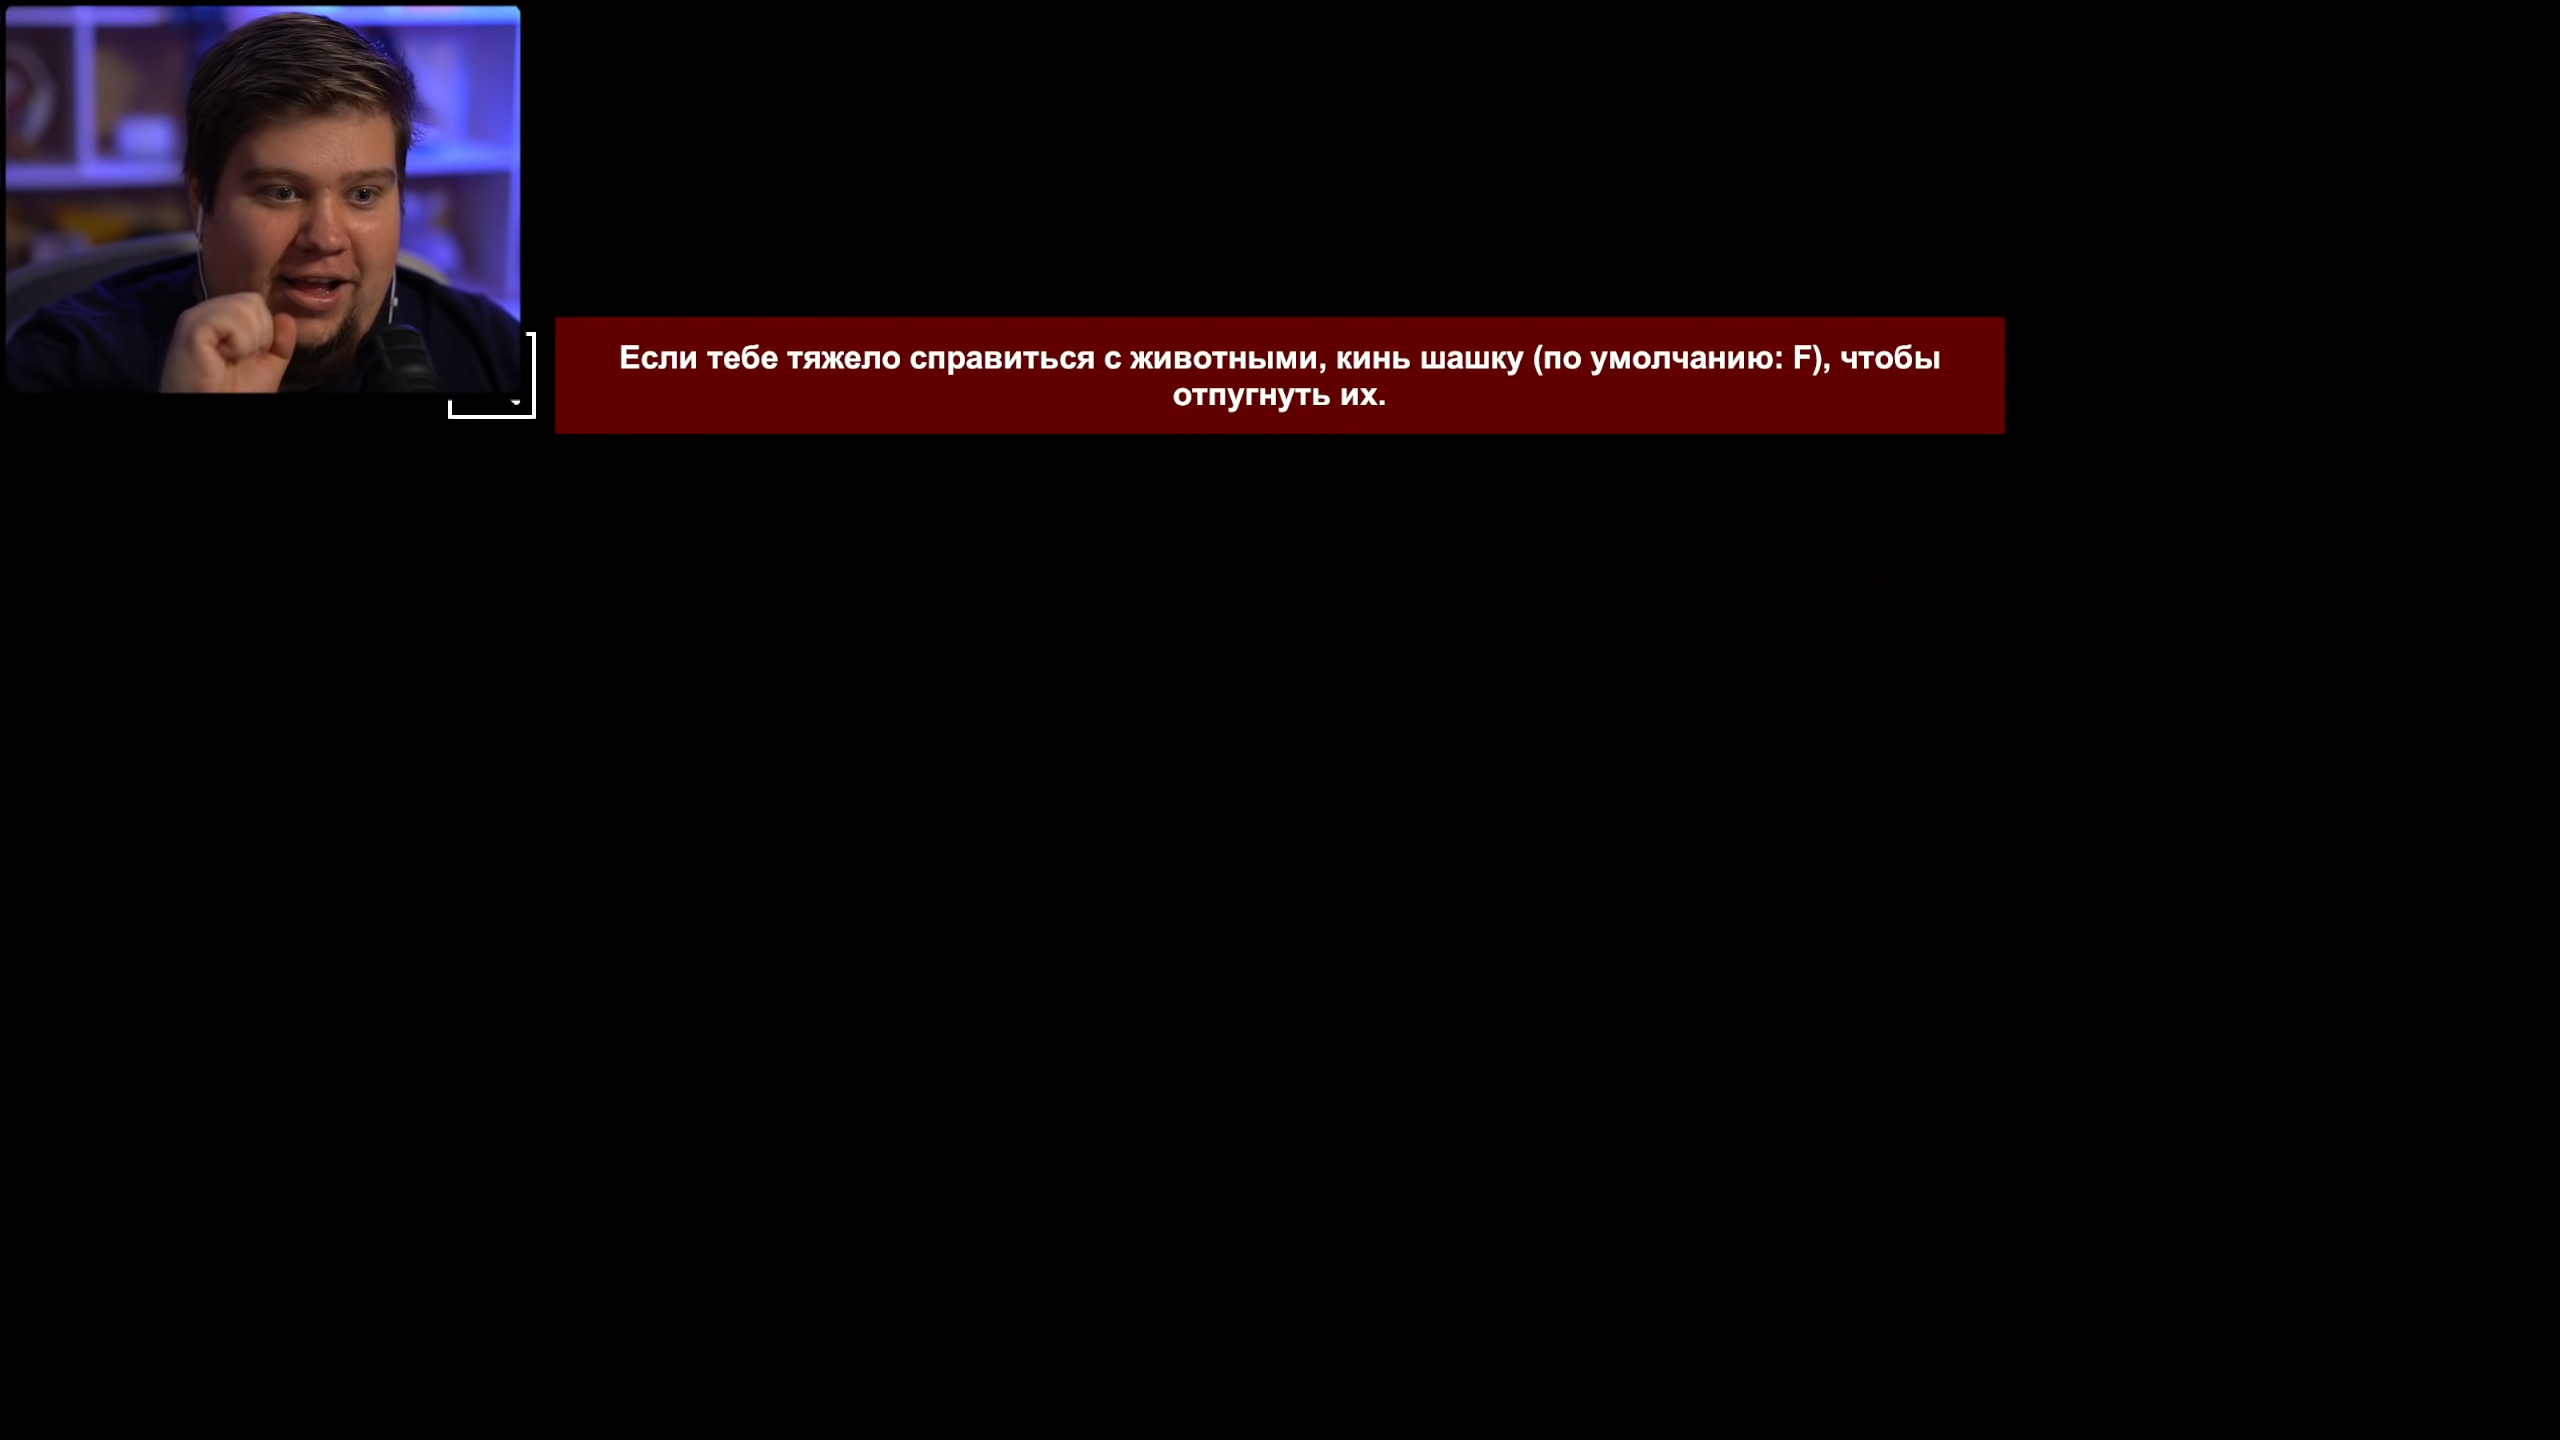 Если тебе тяжело справиться с животными, кинь шашку (по умолчанию: F), чтобы
отпугнуть их.